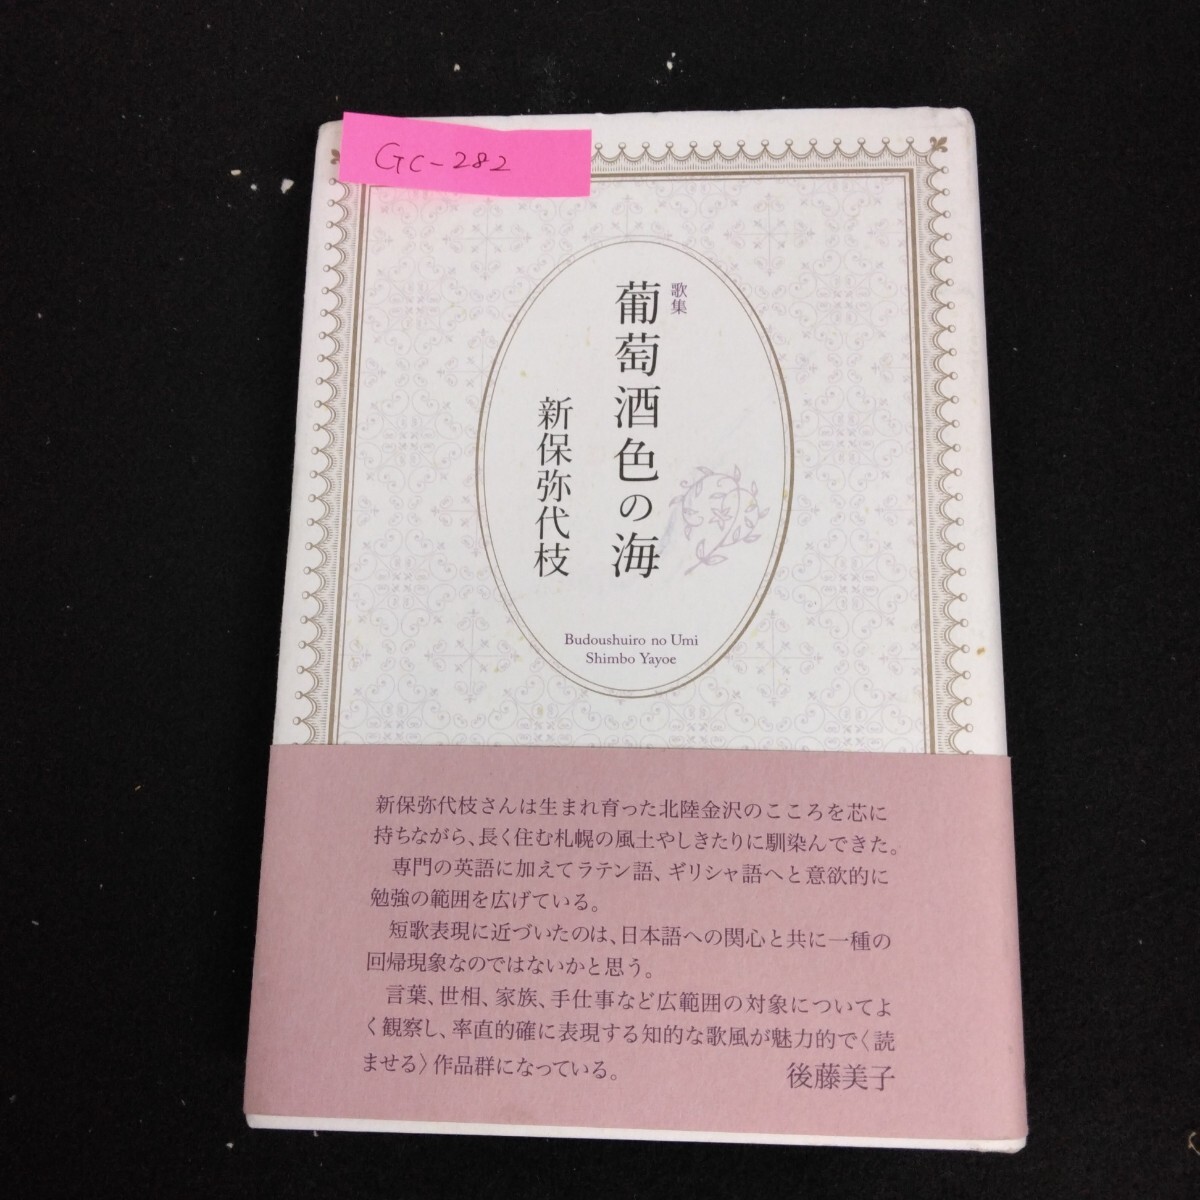 GC-282
歌集
葡萄酒色の海
新保弥代枝
Budoushuiro no Umi
Shimbo Yayoe
新保弥代枝さんは生まれ育った北陸金沢のこころを芯に
持ちながら、長く住む札幌の風土やしきたりに馴染んできた。
専門の英語に加えてラテン語、ギリシャ語へと意欲的に
勉強の範囲を広げている。
短歌表現に近づいたのは、日本語への関心と共に一種の
回帰現象なのではないかと思う。
言葉、世相、家族、手仕事など広範囲の対象についてよ
く観察し、率直的確に表現する知的な歌風が魅力的で〈読
ませる〉作品群になっている。
後藤美子